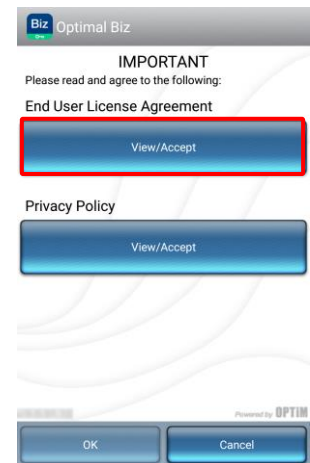 Biz
Optimal Biz
IMPORTANT
Please read and agree to the following:
End User License Agreement
View/Accept
Privacy Policy
View/Accept
Powered by OPTiM
OK
Cancel